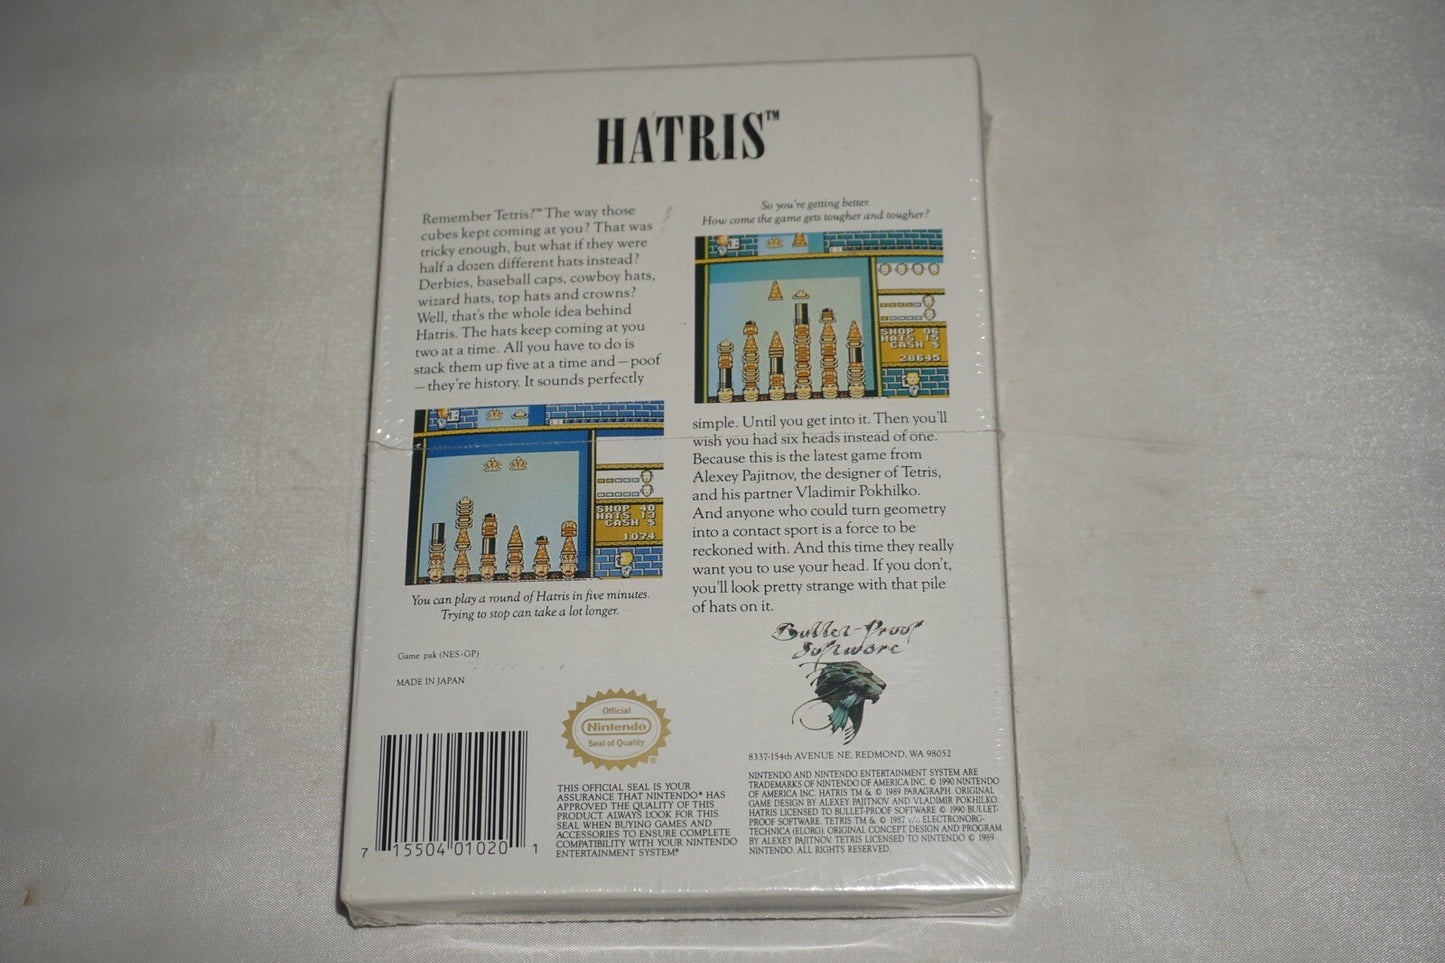 HATRIS™
Remember Tetris?™ The way those
cubes kept coming at you? That was
tricky enough, but what if they were
half a dozen different hats instead?
Derbies, baseball caps, cowboy hats,
wizard hats, top hats and crowns?
Well, that's the whole idea behind
Hatris. The hats keep coming at you
two at a time. All you have to do is
stack them up five at a time and—poof
—they're history. It sounds perfectly
SHOP 40
HATS 13
CASH $
1074
You can play a round of Hatris in five minutes.
Trying to stop can take a lot longer.
So you're getting better.
How come the game gets tougher and tougher?
SHOP 06
HATS 15
CASH $
28645
simple. Until you get into it. Then you'll
wish you had six heads instead of one.
Because this is the latest game from
Alexey Pajitnov, the designer of Tetris,
and his partner Vladimir Pokhilko.
And anyone who could turn geometry
into a contact sport is a force to be
reckoned with. And this time they really
want you to use your head. If you don't,
you'll look pretty strange with that pile
of hats on it.
Game pak (NES-GP)
MADE IN JAPAN
7 15504 01020 1
Official
Nintendo
Seal of Quality
®
THIS OFFICIAL SEAL IS YOUR
ASSURANCE THAT NINTENDO® HAS
APPROVED THE QUALITY OF THIS
PRODUCT. ALWAYS LOOK FOR THIS
SEAL WHEN BUYING GAMES AND
ACCESSORIES TO ENSURE COMPLETE
COMPATIBILITY WITH YOUR NINTENDO
ENTERTAINMENT SYSTEM®
Bullet-Proof
Software
8337-154th AVENUE NE, REDMOND, WA 98052
NINTENDO AND NINTENDO ENTERTAINMENT SYSTEM ARE
TRADEMARKS OF NINTENDO OF AMERICA INC. © 1990 NINTENDO
OF AMERICA INC. HATRIS TM & © 1989 PARAGRAPH. ORIGINAL
GAME DESIGN BY ALEXEY PAJITNOV AND VLADIMIR POKHILKO.
HATRIS LICENSED TO BULLET-PROOF SOFTWARE © 1990 BULLET-
PROOF SOFTWARE. TETRIS TM & © 1987 v/o ELECTRONORG-
TECHNICA (ELORG). ORIGINAL CONCEPT DESIGN AND PROGRAM
BY ALEXEY PAJITNOV. TETRIS LICENSED TO NINTENDO © 1989
NINTENDO. ALL RIGHTS RESERVED.